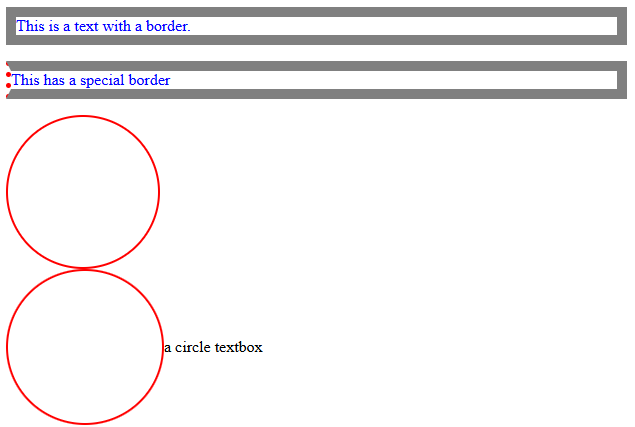 This is a text with a border.
This has a special border
a circle textbox